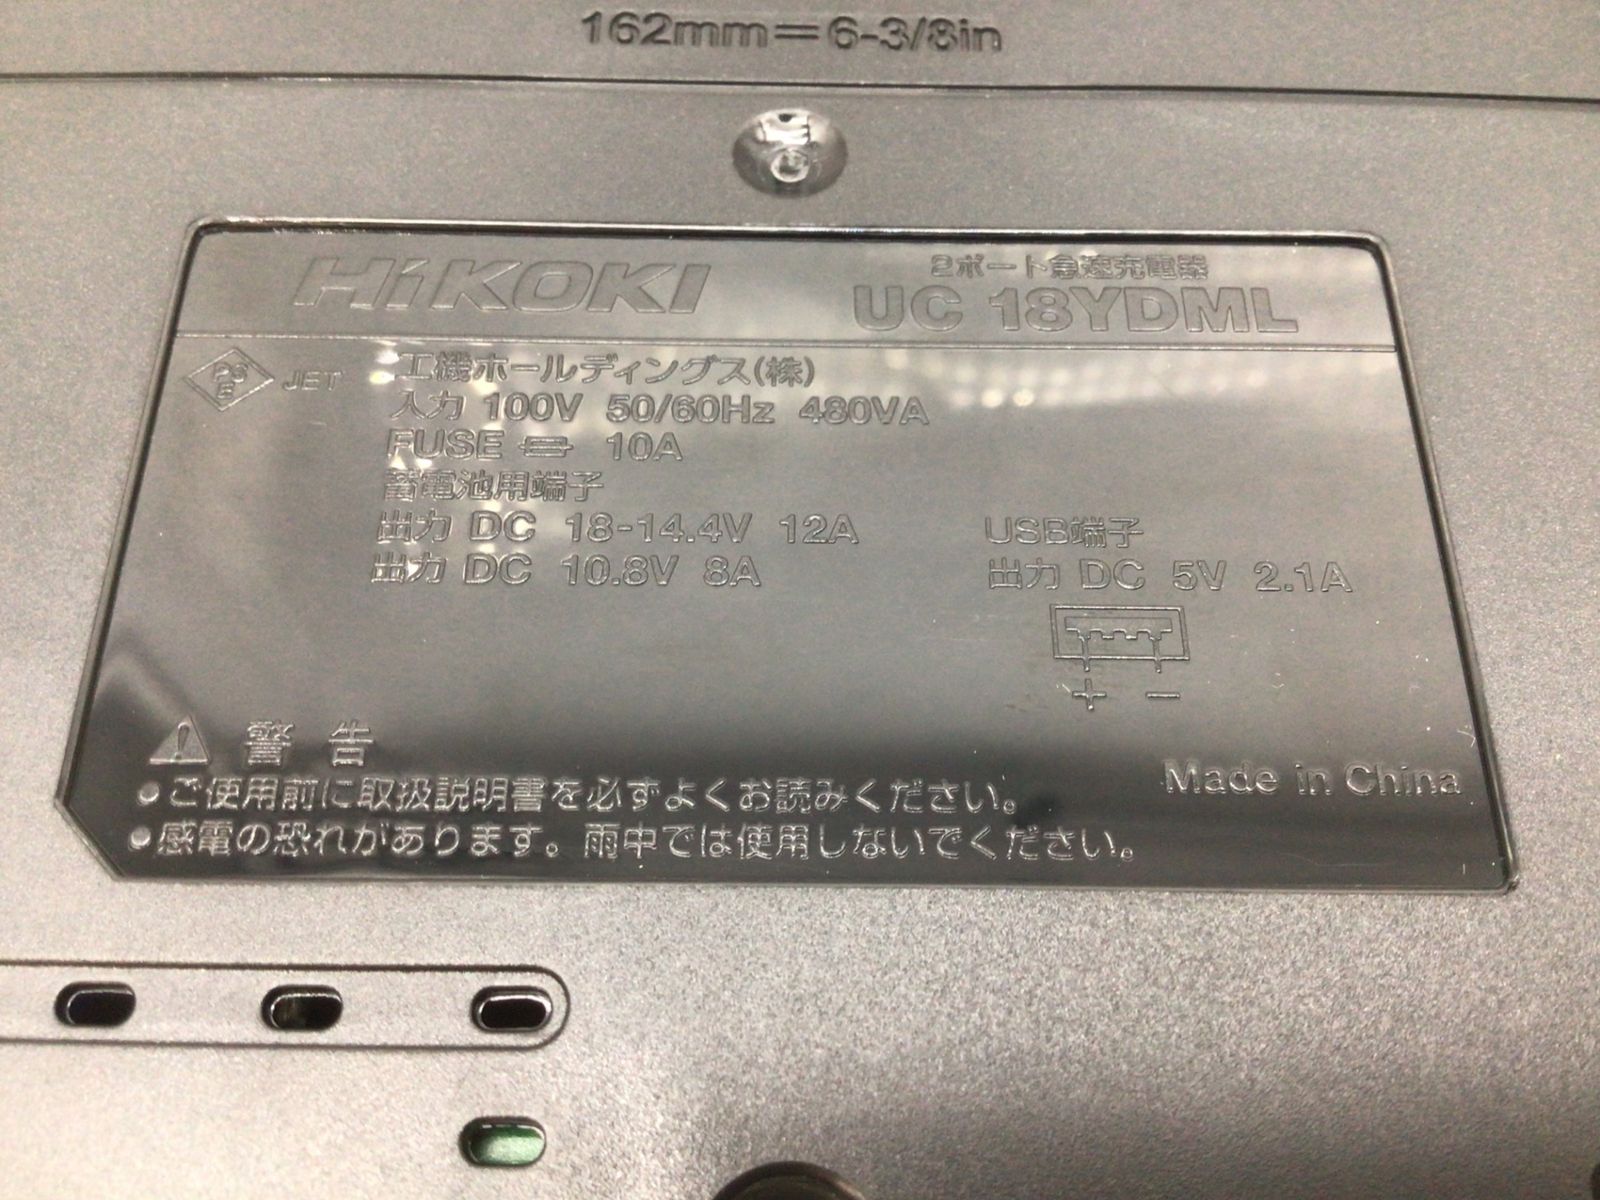 162mm=6-3/8in
HiKOKI
2ポート急速充電器
UC 18YDML
PS E JET
工機ホールディングス(株)
入力 100V 50/60Hz 480VA
FUSE 10A
蓄電池用端子
出力 DC 18-14.4V 12A
出力 DC 10.8V 8A
USB端子
出力 DC 5V 2.1A
+ −
警告
Made in China
●ご使用前に取扱説明書を必ずよくお読みください。
●感電の恐れがあります。雨中では使用しないでください。